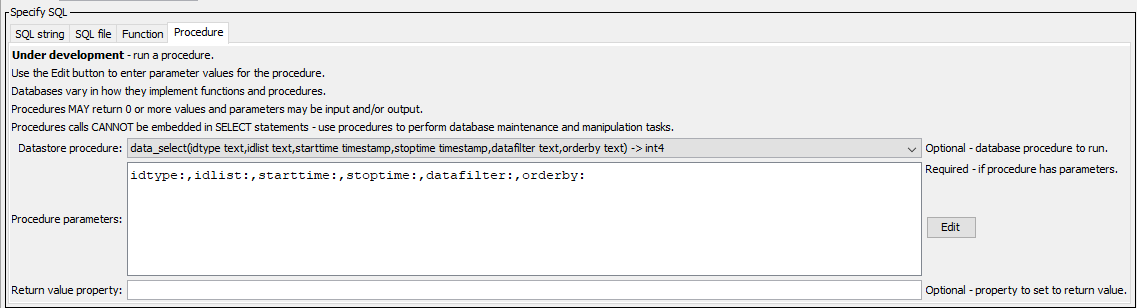 Specify SQL
SQL string SQL file Function Procedure
Under development - run a procedure.
Use the Edit button to enter parameter values for the procedure.
Databases vary in how they implement functions and procedures.
Procedures MAY return 0 or more values and parameters may be input and/or output.
Procedures calls CANNOT be embedded in SELECT statements - use procedures to perform database maintenance and manipulation tasks.
Datastore procedure: data_select(idtype text,idlist text,starttime timestamp,stoptime timestamp,datafilter text,orderby text) -> int4 Optional - database procedure to run.
idtype:,idlist:,starttime:,stoptime:,datafilter:,orderby: Required - if procedure has parameters.
Procedure parameters: Edit
Return value property: Optional - property to set to return value.